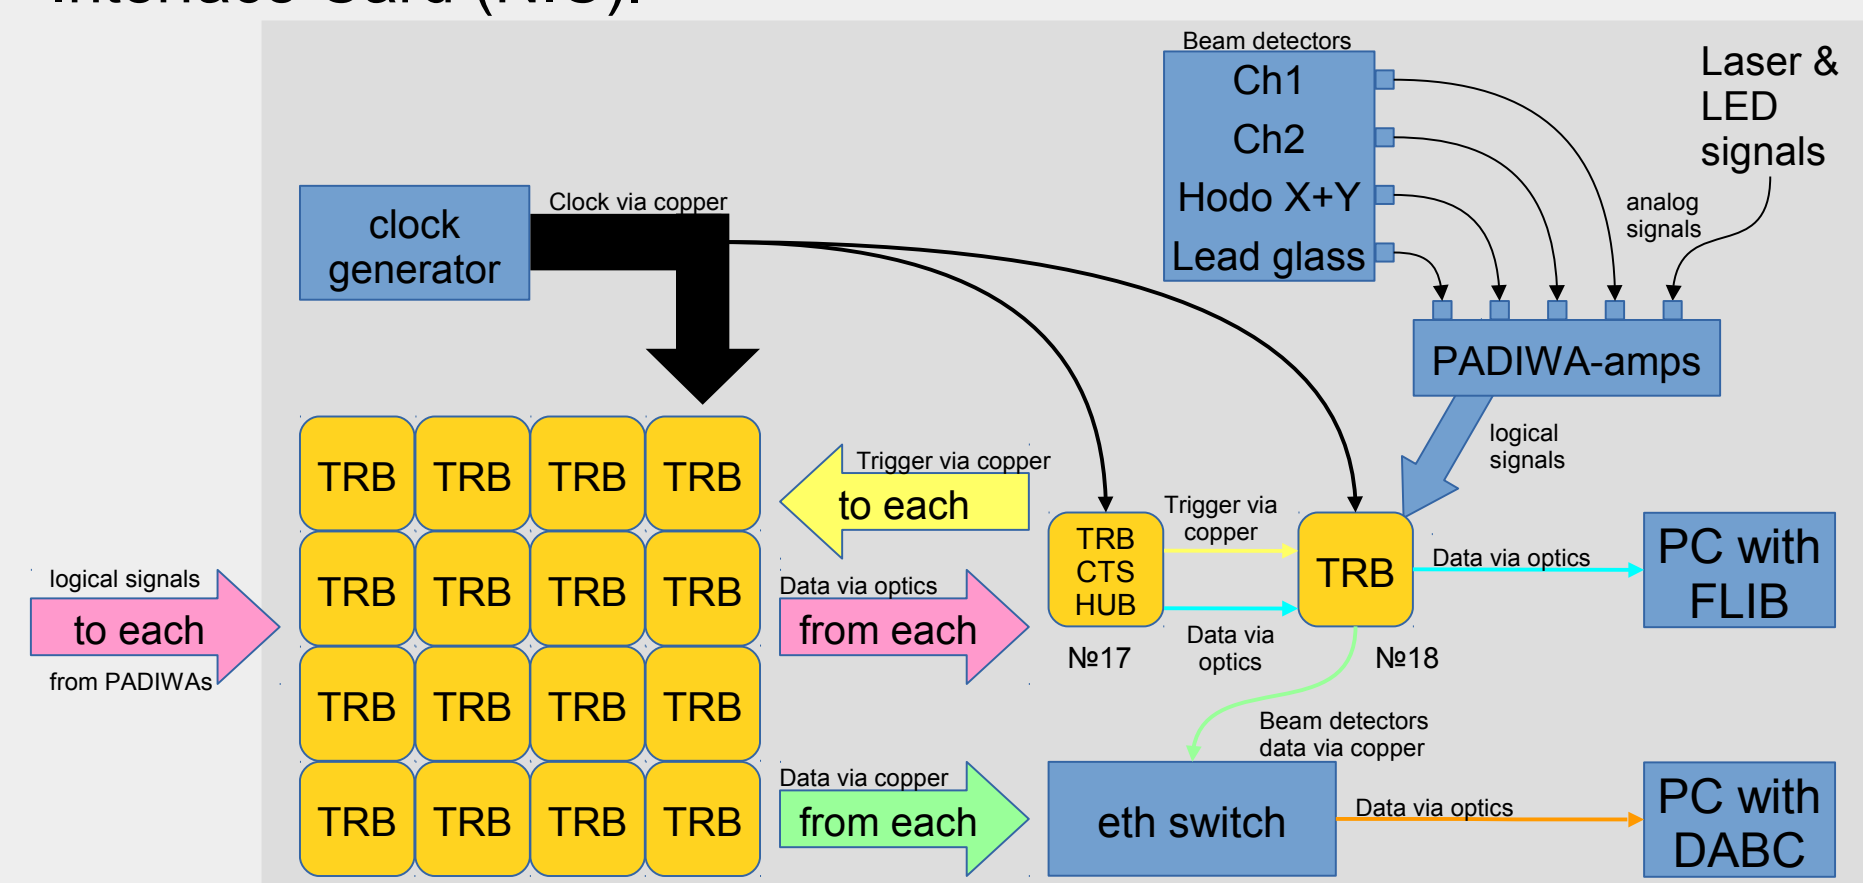 Interface Card (NIC).
Beam detectors
Ch1
Ch2
Hodo X+Y
Lead glass
Laser &
LED
signals
analog
signals
clock
generator
Clock via copper
PADIWA-amps
logical
signals
TRB TRB TRB TRB
TRB TRB TRB TRB
TRB TRB TRB TRB
TRB TRB TRB TRB
Trigger via copper
to each
logical signals
to each
from PADIWAs
Data via optics
from each
Data via copper
from each
TRB
CTS
HUB
№17
Trigger via
copper
Data via
optics
TRB
№18
Data via optics
PC with
FLIB
Beam detectors
data via copper
eth switch
Data via optics
PC with
DABC